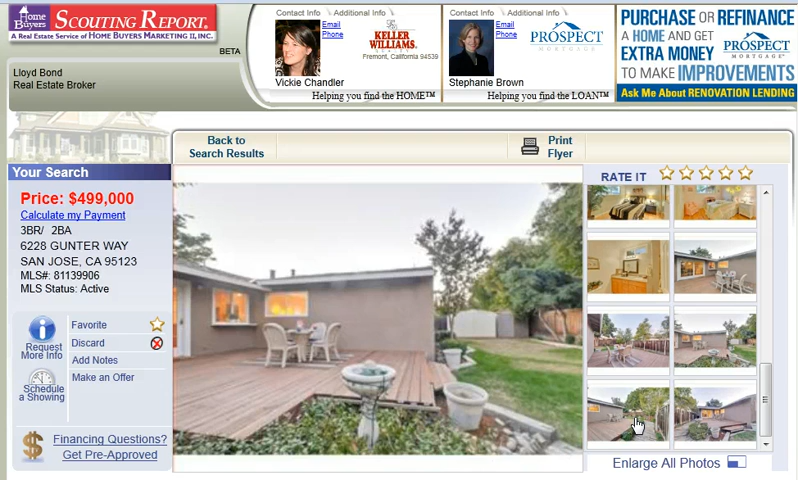 Home Buyers
SCOUTING REPORT®
A Real Estate Service of HOME BUYERS MARKETING II, INC.
BETA
Lloyd Bond
Real Estate Broker
Contact Info
Additional Info
Email
Phone
KELLER WILLIAMS.
REALTY
Fremont, California 94539
Vickie Chandler
Helping you find the HOME™
Contact Info
Additional Info
Email
Phone
PROSPECT
MORTGAGE
Stephanie Brown
Helping you find the LOAN™
PURCHASE OR REFINANCE
A HOME AND GET
EXTRA MONEY
TO MAKE IMPROVEMENTS
PROSPECT
MORTGAGE
Ask Me About RENOVATION LENDING
Back to
Search Results
Print
Flyer
Your Search
Price: $499,000
Calculate my Payment
3BR/ 2BA
6228 GUNTER WAY
SAN JOSE, CA 95123
MLS#: 81139906
MLS Status: Active
Request
More Info
Schedule
a Showing
Favorite
Discard
Add Notes
Make an Offer
Financing Questions?
Get Pre-Approved
RATE IT
Enlarge All Photos